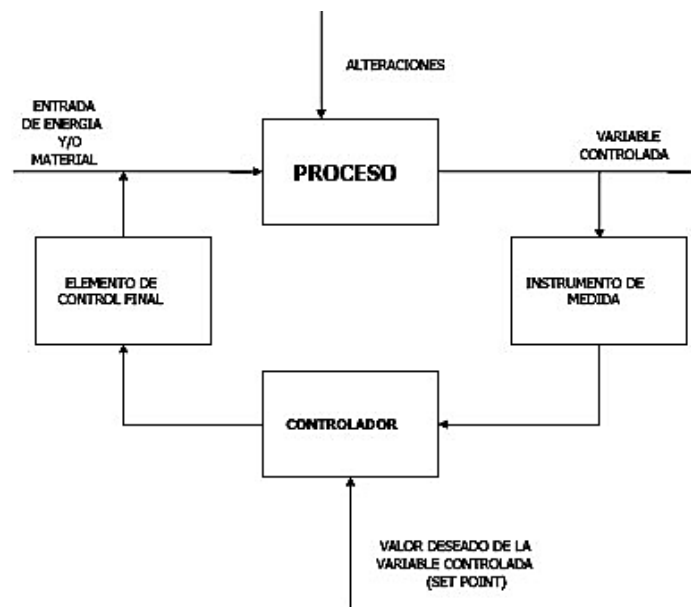 ALTERACIONES
ENTRADA
DE ENERGIA
Y/O
MATERIAL
PROCESO
VARIABLE
CONTROLADA
ELEMENTO DE
CONTROL FINAL
INSTRUMENTO DE
MEDIDA
CONTROLADOR
VALOR DESEADO DE LA
VARIABLE CONTROLADA
(SET POINT)